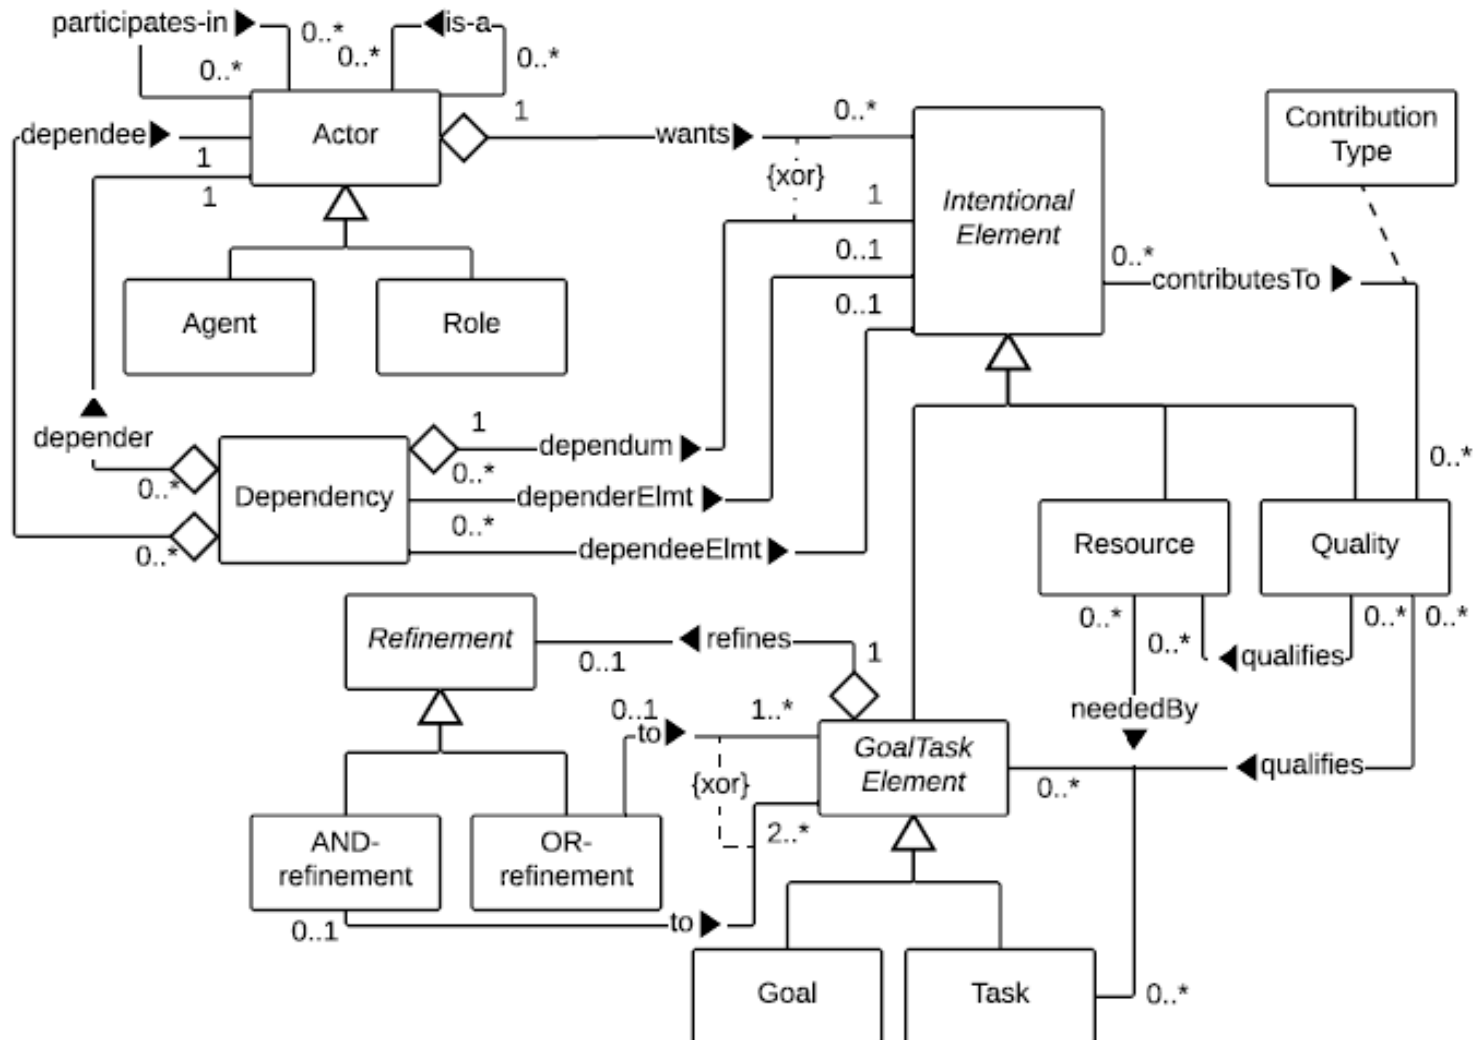 participates-in
0..*
0..*
is-a
0..*
0..*
dependee
1
1
Actor
1
wants
0..*
{xor}
1
0..1
0..1
Intentional
Element
Contribution
Type
0..*
contributesTo
0..*
Agent
Role
depender
0..*
0..*
Dependency
1
dependum
0..*
dependerElmt
0..*
dependeeElmt
Resource
Quality
0..*
0..*
0..*
0..*
qualifies
neededBy
qualifies
0..*
Refinement
0..1
refines
1
0..1
to
1..*
{xor}
2..*
GoalTask
Element
AND-
refinement
OR-
refinement
0..1
to
Goal
Task
0..*